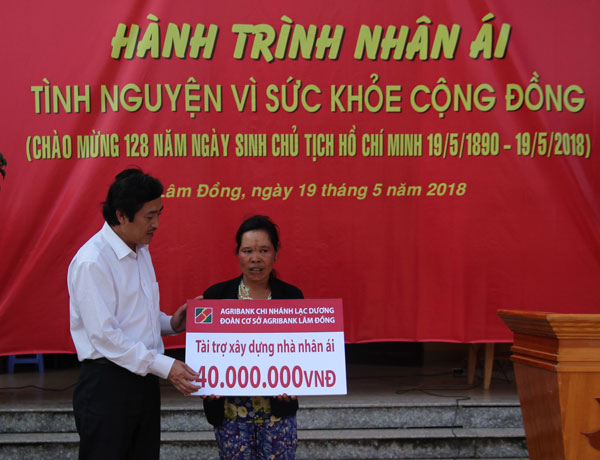 HÀNH TRÌNH NHÂN ÁI
TÌNH NGUYỆN VÌ SỨC KHỎE CỘNG ĐỒNG
(CHÀO MỪNG 128 NĂM NGÀY SINH CHỦ TỊCH HỒ CHÍ MINH 19/5/1890 - 19/5/2018)
Lâm Đồng, ngày 19 tháng 5 năm 2018
AGRIBANK CHI NHÁNH LẠC DƯƠNG
ĐOÀN CƠ SỞ AGRIBANK LÂM ĐỒNG
Tài trợ xây dựng nhà nhân ái
40.000.000VNĐ